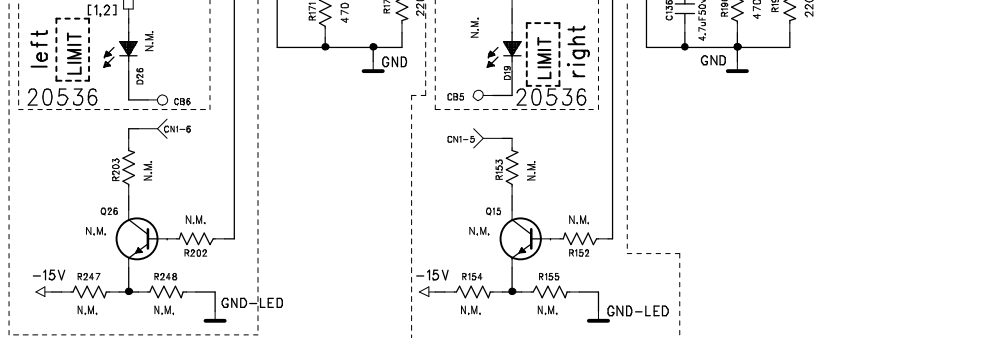 [1,2]
left
LIMIT
N.M.
D26
20536
CB6
CN1-6
R203
N.M.
Q26
N.M.
N.M.
R202
-15V
R247
R248
N.M.
N.M.
GND-LED
R171
470
GND
N.M.
D19
LIMIT
right
CB5
20536
CN1-5
R153
N.M.
Q15
N.M.
N.M.
R152
-15V
R154
R155
N.M.
N.M.
GND-LED
C136
4.7uF50v
470
GND